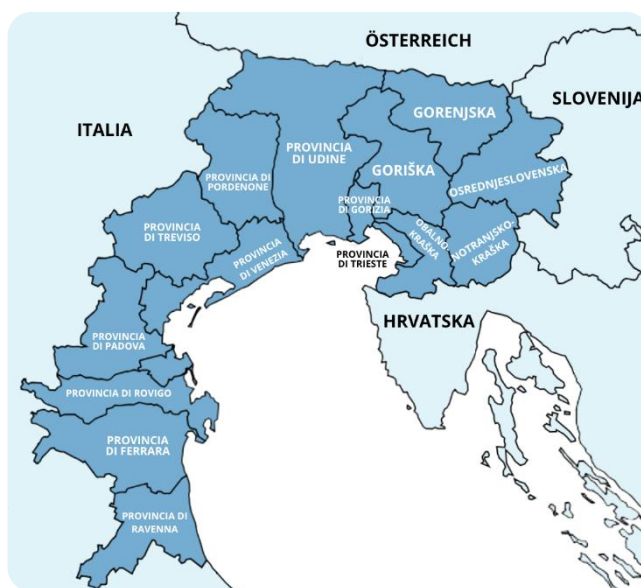 ÖSTERREICH
SLOVENIJA
ITALIA
GORENJSKA
PROVINCIA
DI UDINE
GORIŠKA
OSREDNJESLOVENSKA
PROVINCIA DI
PORDENONE
PROVINCIA
DI GORIZIA
PROVINCIA
DI TREVISO
OBALNO-
KRAŠKA
NOTRANJSKO-
KRAŠKA
PROVINCIA
DI VENEZIA
PROVINCIA
DI TRIESTE
HRVATSKA
PROVINCIA
DI PADOVA
PROVINCIA DI ROVIGO
PROVINCIA
DI FERRARA
PROVINCIA DI
RAVENNA